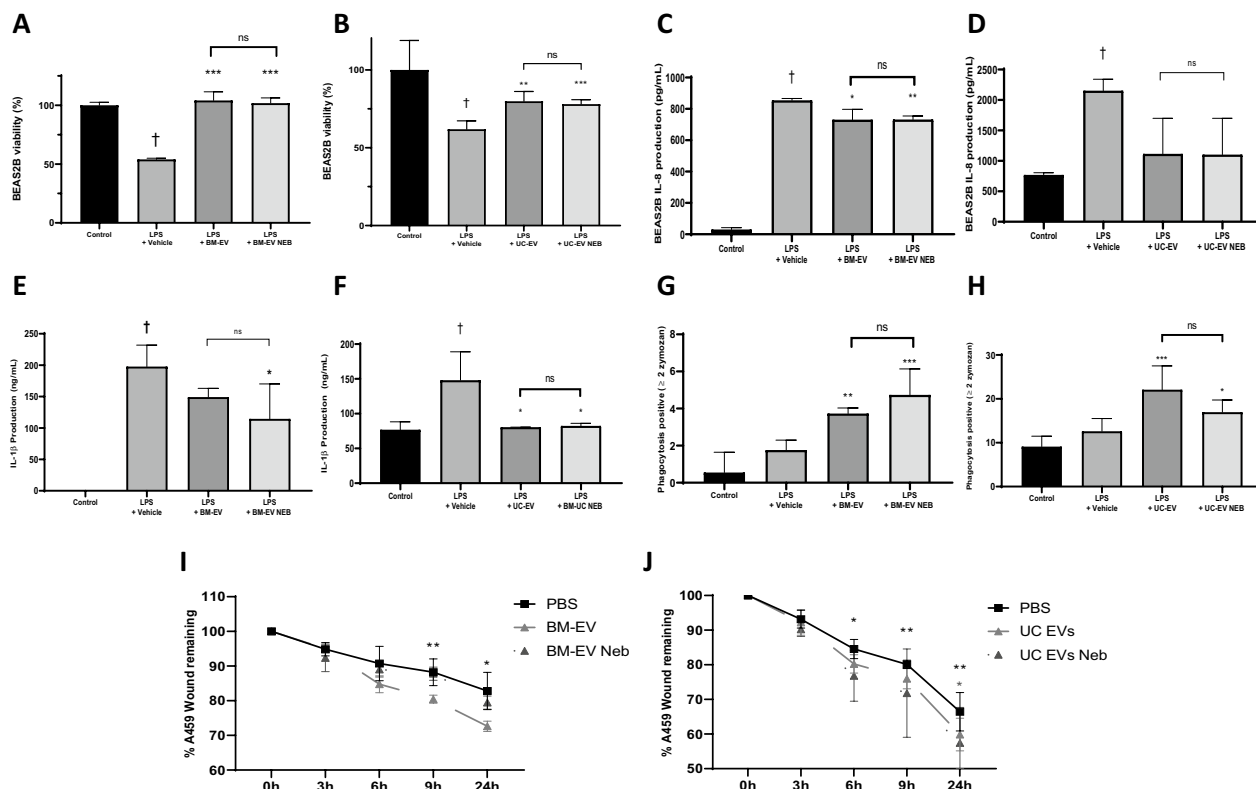 A
BEAS2B viability (%)
100
50
0
ns
***
***
†
Control
LPS
+ Vehicle
LPS
+ BM-EV
LPS
+ BM-EV NEB
B
BEAS2B viability (%)
100
50
0
ns
**
***
†
Control
LPS
+ Vehicle
LPS
+ UC-EV
LPS
+ UC-EV NEB
C
BEAS2B IL-8 production (pg/mL)
1000
800
600
400
200
0
†
ns
*
**
Control
LPS
+ Vehicle
LPS
+ BM-EV
LPS
+ BM-EV NEB
D
BEAS2B IL-8 production (pg/mL)
2500
2000
1500
1000
500
0
†
ns
Control
LPS
+ Vehicle
LPS
+ UC-EV
LPS
+ UC-EV NEB
E
IL-1β Production (ng/mL)
250
200
150
100
50
0
†
ns
*
Control
LPS
+ Vehicle
LPS
+ BM-EV
LPS
+ BM-EV NEB
F
IL-1β Production (ng/mL)
200
150
100
50
0
†
ns
*
*
Control
LPS
+ Vehicle
LPS
+ UC-EV
LPS
+ BM-UC NEB
G
Phagocytosis positive (≥ 2 zymozan)
8
6
4
2
0
ns
**
***
Control
LPS
+ Vehicle
LPS
+ BM-EV
LPS
+ BM-EV NEB
H
Phagocytosis positive (≥ 2 zymozan)
30
20
10
0
ns
***
*
Control
LPS
+ Vehicle
LPS
+ UC-EV
LPS
+ UC-EV NEB
I
% A459 Wound remaining
110
100
90
80
70
60
**
*
PBS
BM-EV
BM-EV Neb
0h
3h
6h
9h
24h
J
% A459 Wound remaining
100
90
80
70
60
50
*
**
**
*
PBS
UC EVs
UC EVs Neb
0h
3h
6h
9h
24h